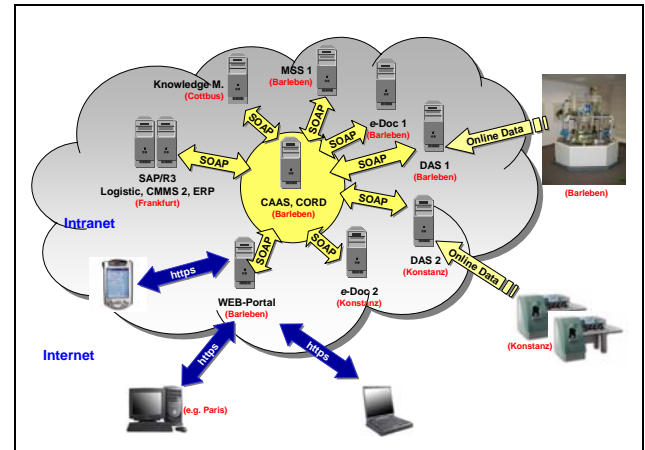 MSS 1
(Barleben)
Knowledge M.
(Cottbus)
e-Doc 1
(Barleben)
SOAP
SOAP
SOAP
SOAP
SOAP
DAS 1
(Barleben)
Online Data
(Barleben)
SAP/R3
Logistic, CMMS 2, ERP
(Frankfurt)
CAAS, CORD
(Barleben)
SOAP
SOAP
SOAP
DAS 2
(Konstanz)
Online Data
Intranet
https
WEB-Portal
(Barleben)
e-Doc 2
(Konstanz)
(Konstanz)
Internet
https
https
(e.g. Paris)